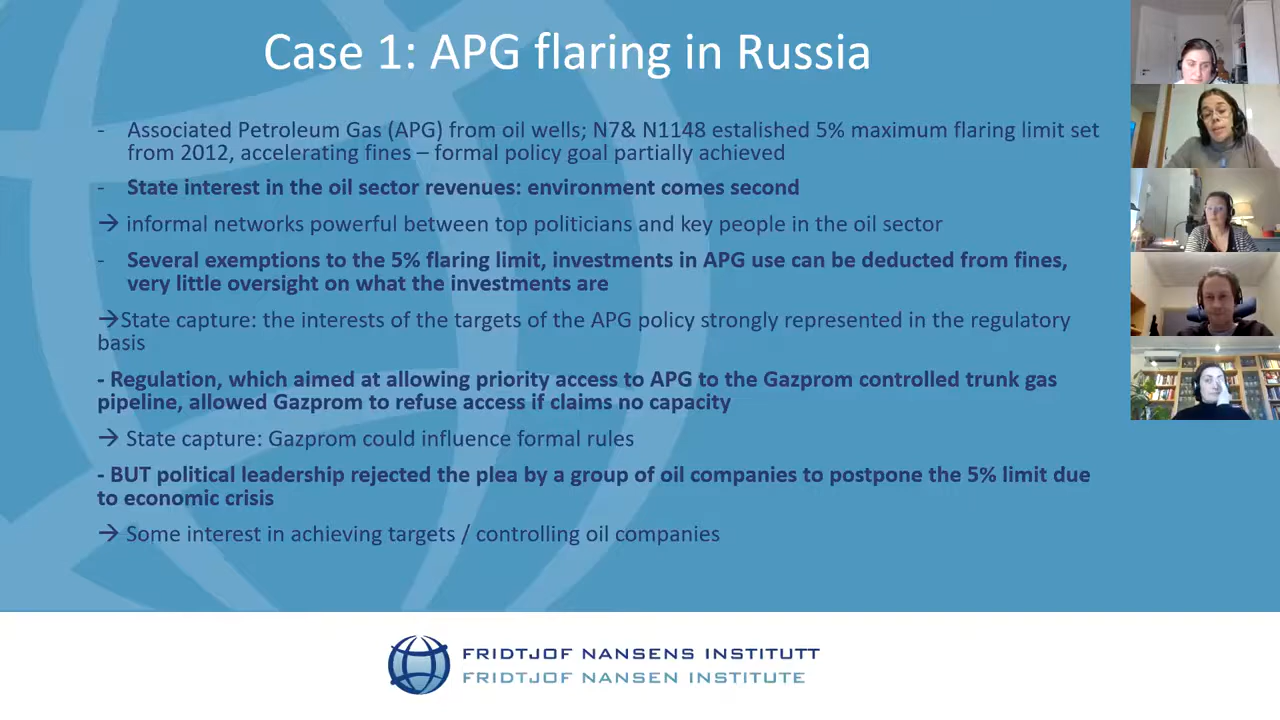 Case 1: APG flaring in Russia
- Associated Petroleum Gas (APG) from oil wells; N7& N1148 estalished 5% maximum flaring limit set
from 2012, accelerating fines – formal policy goal partially achieved
- State interest in the oil sector revenues: environment comes second
→ informal networks powerful between top politicians and key people in the oil sector
- Several exemptions to the 5% flaring limit, investments in APG use can be deducted from fines,
very little oversight on what the investments are
→State capture: the interests of the targets of the APG policy strongly represented in the regulatory
basis
- Regulation, which aimed at allowing priority access to APG to the Gazprom controlled trunk gas
pipeline, allowed Gazprom to refuse access if claims no capacity
→ State capture: Gazprom could influence formal rules
- BUT political leadership rejected the plea by a group of oil companies to postpone the 5% limit due
to economic crisis
→ Some interest in achieving targets / controlling oil companies
FRIDTJOF NANSENS INSTITUTT
FRIDTJOF NANSEN INSTITUTE